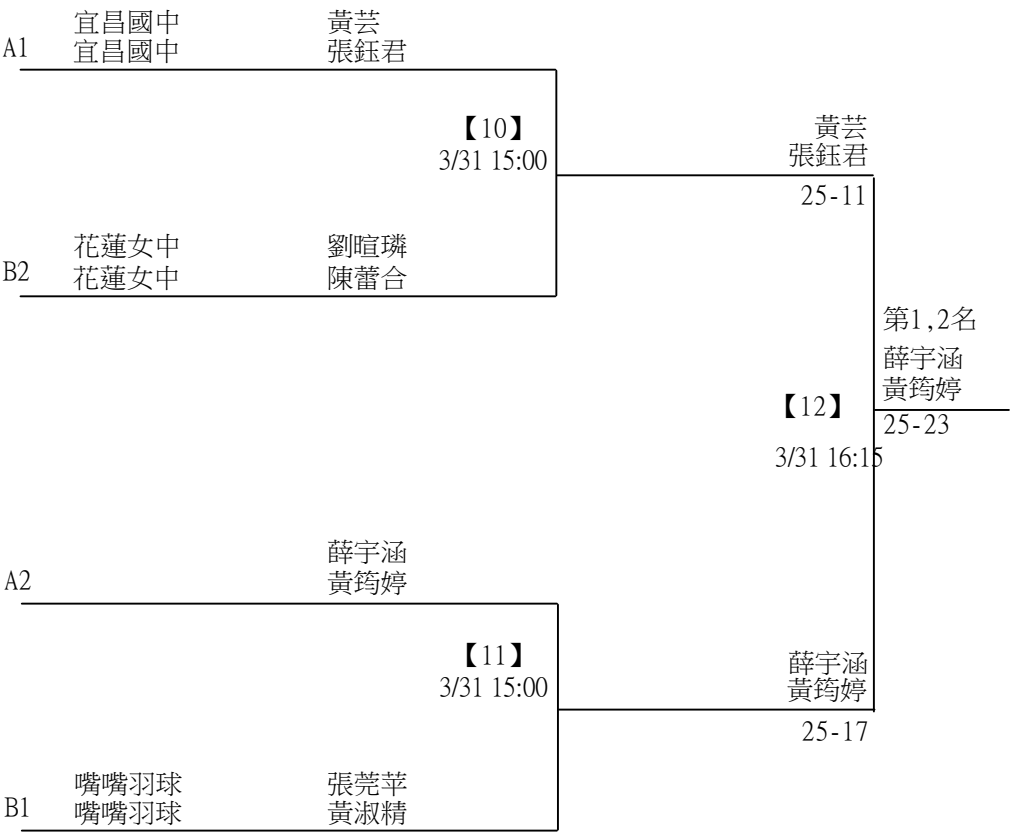 宜昌國中 黃芸
A1 宜昌國中 張鈺君
【10】
3/31 15:00
黃芸
張鈺君
25-11
花蓮女中 劉暄璘
B2 花蓮女中 陳蕾合
第1,2名
薛宇涵
黃筠婷
【12】
25-23
3/31 16:15
薛宇涵
A2 黃筠婷
【11】
3/31 15:00
薛宇涵
黃筠婷
25-17
嘴嘴羽球 張莞苹
B1 嘴嘴羽球 黃淑精